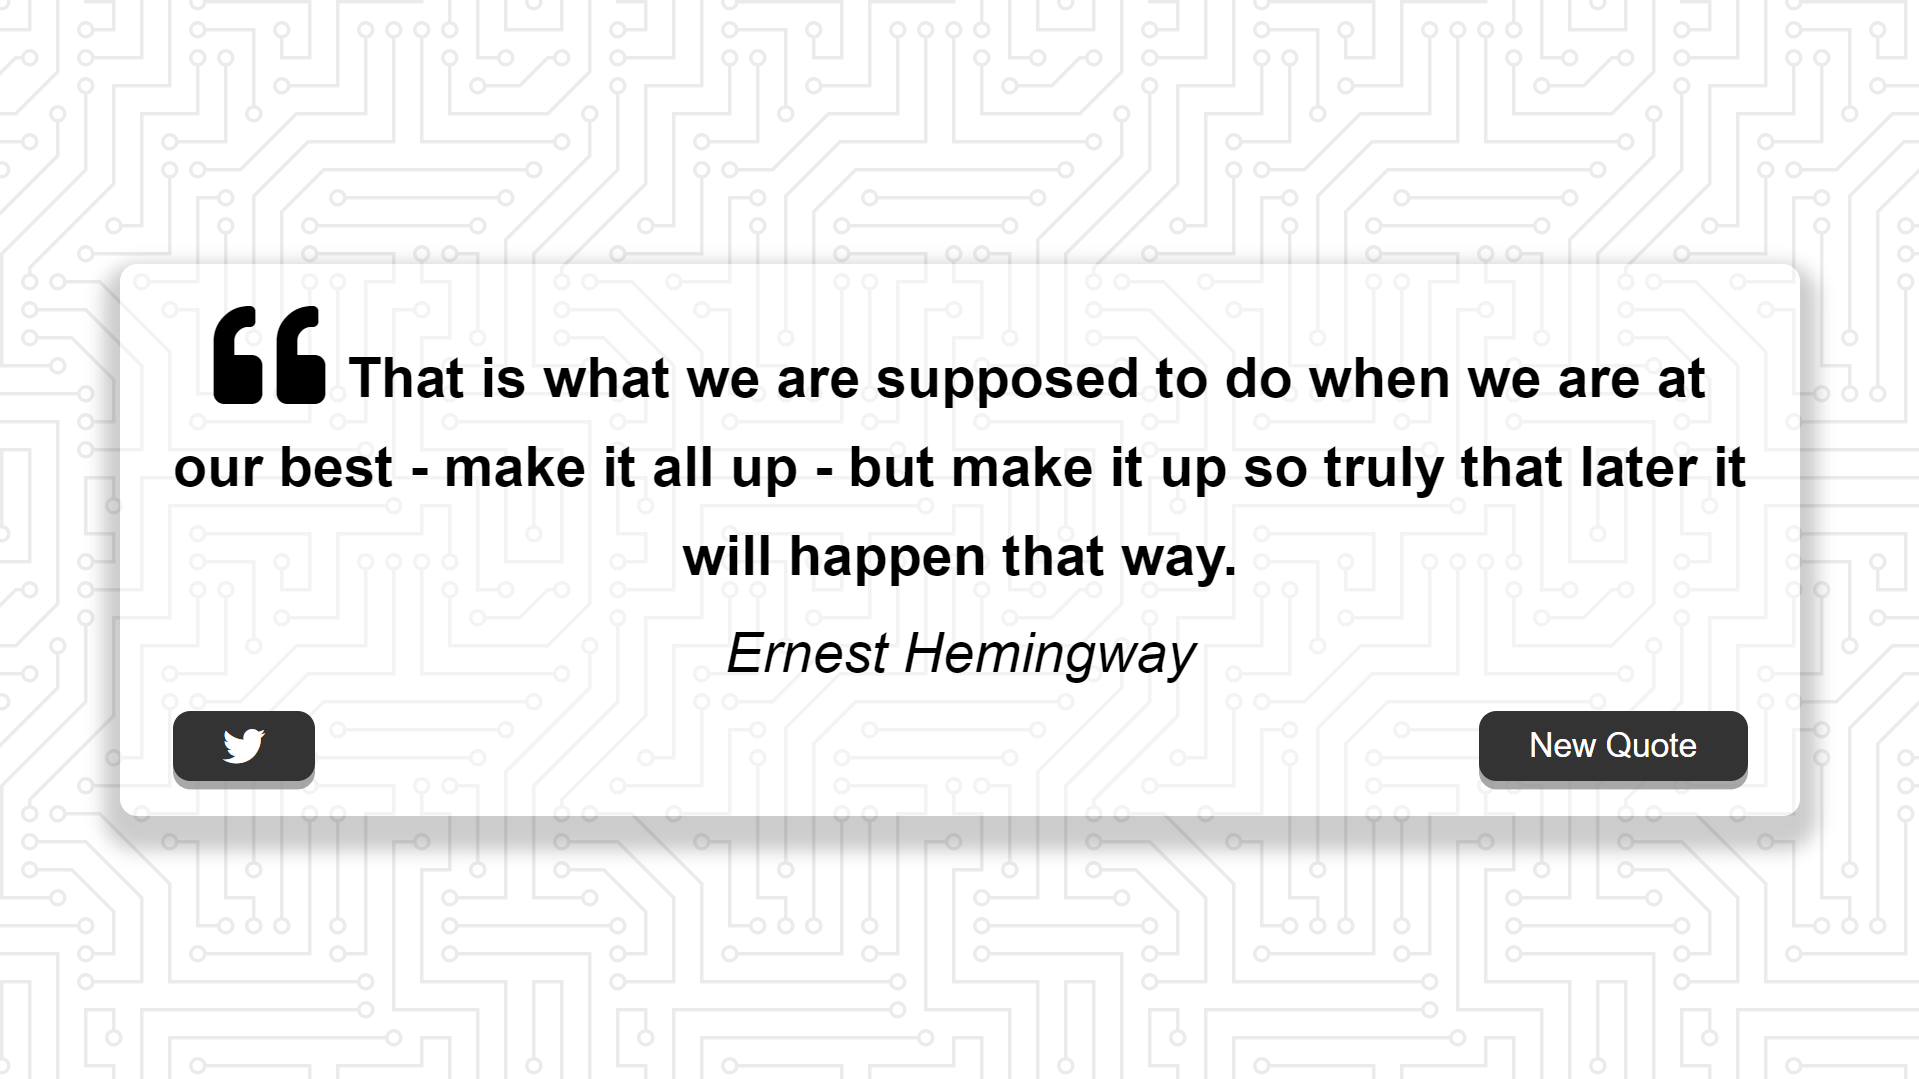 That is what we are supposed to do when we are at
our best - make it all up - but make it up so truly that later it
will happen that way.
Ernest Hemingway
New Quote